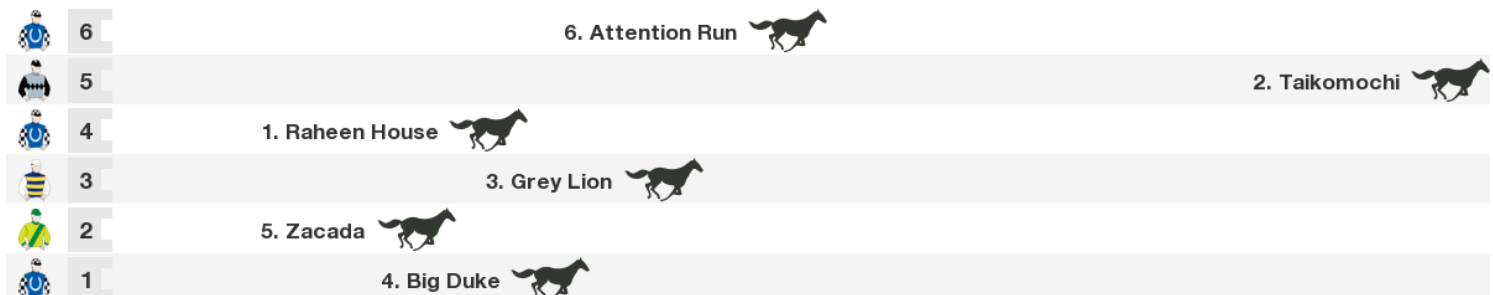 6 6. Attention Run
5 2. Taikomochi
4 1. Raheen House
3 3. Grey Lion
2 5. Zacada
1 4. Big Duke